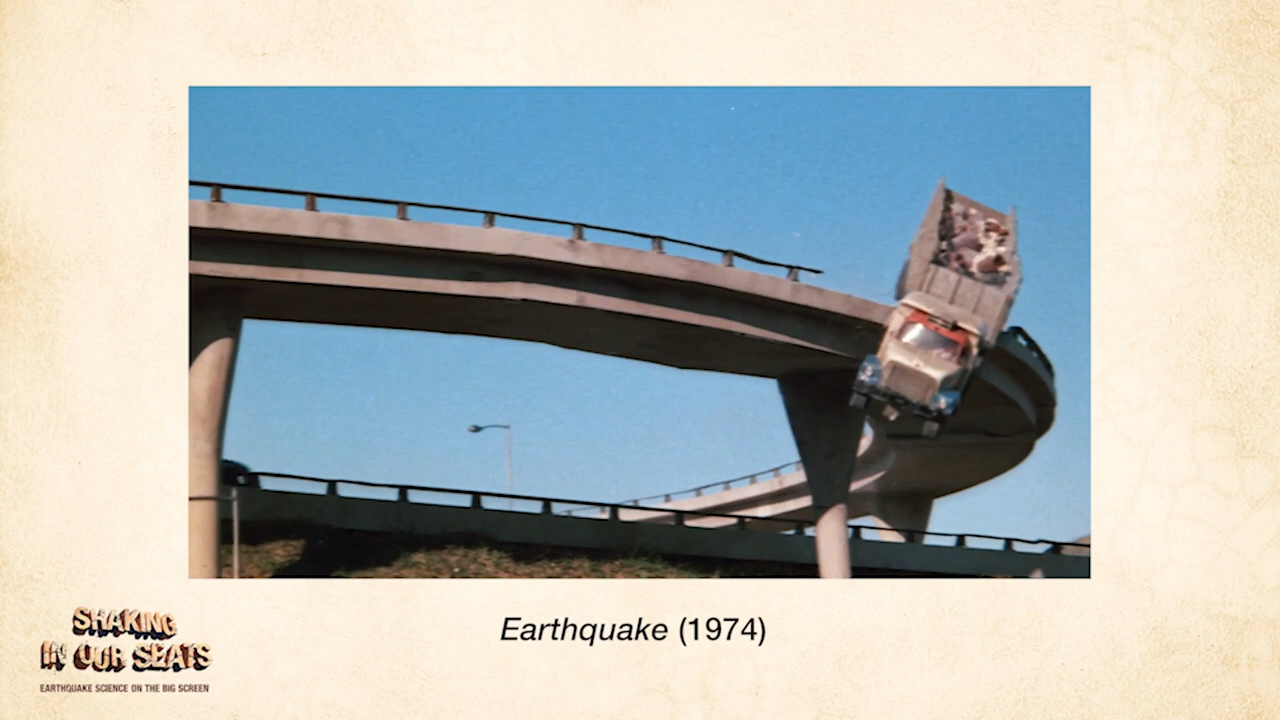 Earthquake (1974)
SHAKING
IN OUR SEATS
EARTHQUAKE SCIENCE ON THE BIG SCREEN